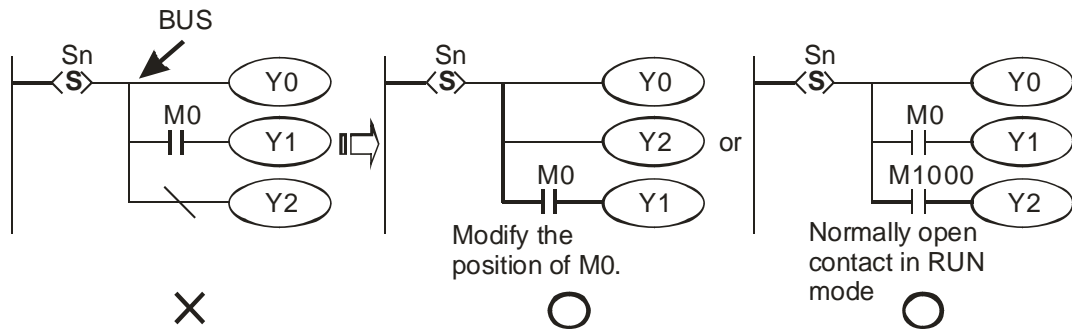 BUS
Sn
S
Y0
M0
Y1
Y2
Sn
S
Y0
Y2
M0
Y1
Modify the
position of M0.
or
Sn
S
Y0
M0
Y1
M1000
Y2
Normally open
contact in RUN
mode